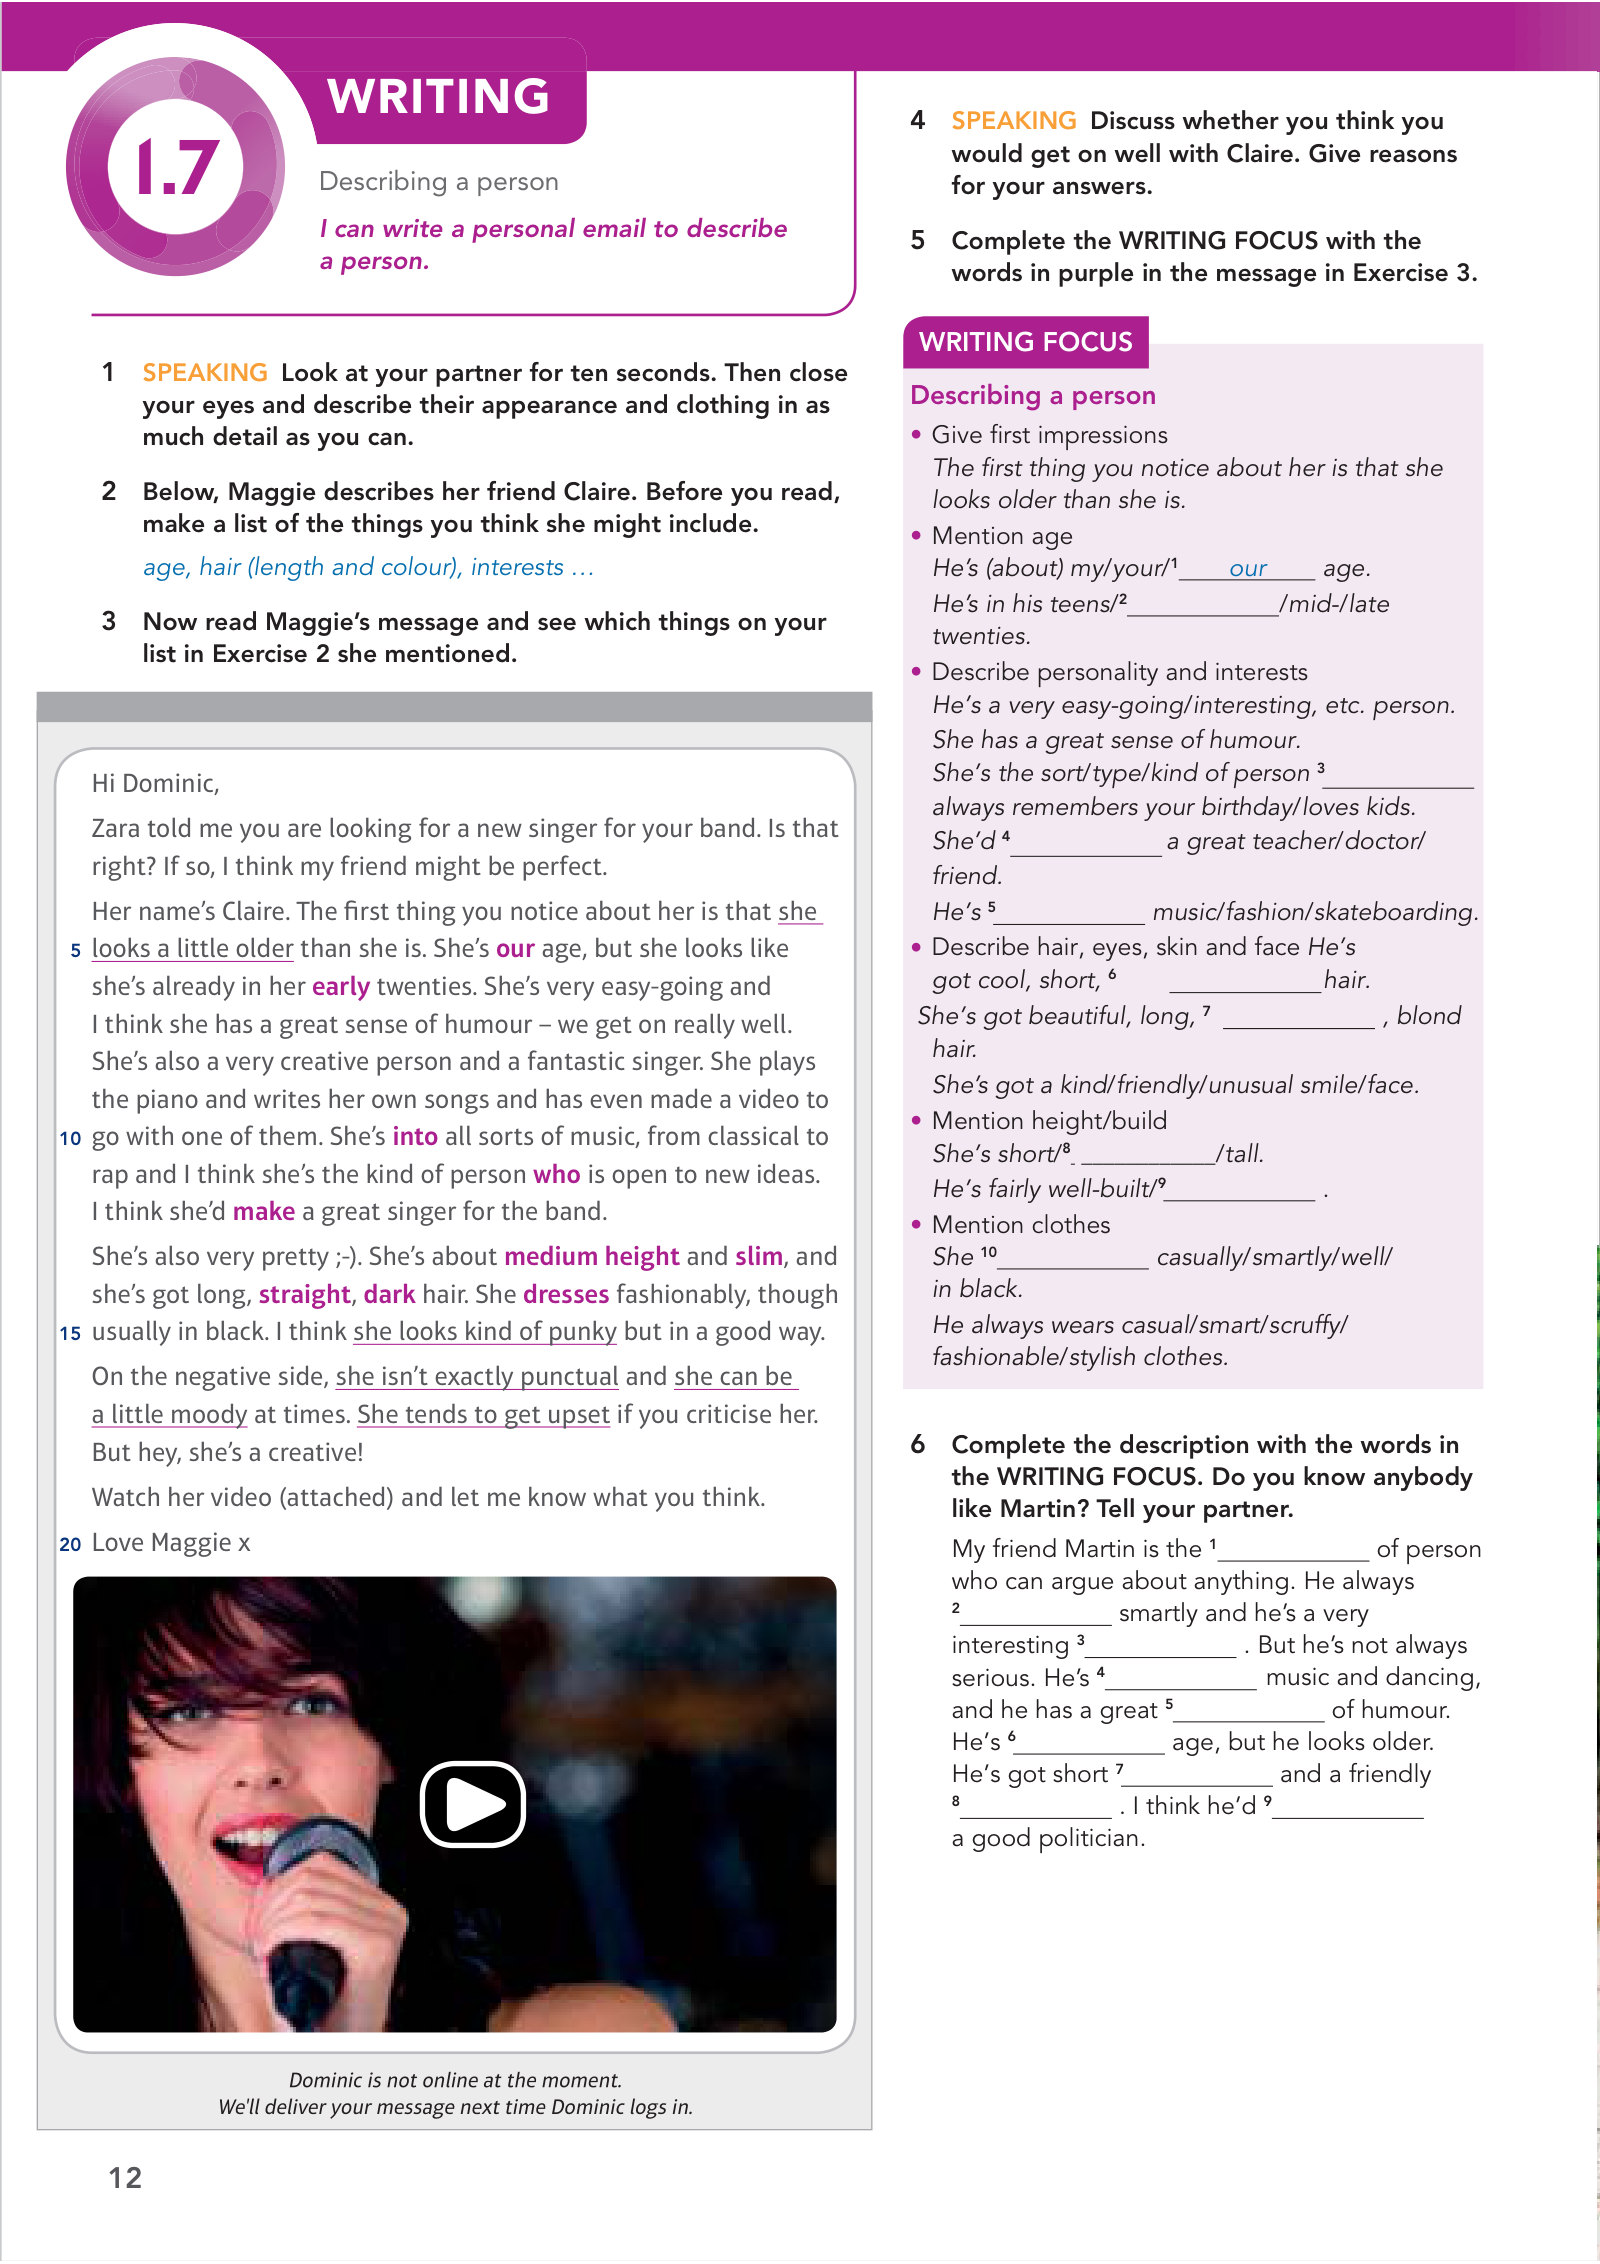 WRITING
1.7
Describing a person
I can write a personal email to describe
a person.
1 SPEAKING Look at your partner for ten seconds. Then close
your eyes and describe their appearance and clothing in as
much detail as you can.
2 Below, Maggie describes her friend Claire. Before you read,
make a list of the things you think she might include.
age, hair (length and colour), interests …
3 Now read Maggie's message and see which things on your
list in Exercise 2 she mentioned.
Hi Dominic,
Zara told me you are looking for a new singer for your band. Is that
right? If so, I think my friend might be perfect.
Her name's Claire. The first thing you notice about her is that she
5 looks a little older than she is. She's our age, but she looks like
she's already in her early twenties. She's very easy-going and
I think she has a great sense of humour – we get on really well.
She's also a very creative person and a fantastic singer. She plays
the piano and writes her own songs and has even made a video to
10 go with one of them. She's into all sorts of music, from classical to
rap and I think she's the kind of person who is open to new ideas.
I think she'd make a great singer for the band.
She's also very pretty ;-). She's about medium height and slim, and
she's got long, straight, dark hair. She dresses fashionably, though
15 usually in black. I think she looks kind of punky but in a good way.
On the negative side, she isn't exactly punctual and she can be
a little moody at times. She tends to get upset if you criticise her.
But hey, she's a creative!
Watch her video (attached) and let me know what you think.
20 Love Maggie x
Dominic is not online at the moment.
We'll deliver your message next time Dominic logs in.
12
4 SPEAKING Discuss whether you think you
would get on well with Claire. Give reasons
for your answers.
5 Complete the WRITING FOCUS with the
words in purple in the message in Exercise 3.
WRITING FOCUS
Describing a person
• Give first impressions
The first thing you notice about her is that she
looks older than she is.
• Mention age
He's (about) my/your/1 our age.
He's in his teens/2____________/mid-/late
twenties.
• Describe personality and interests
He's a very easy-going/interesting, etc. person.
She has a great sense of humour.
She's the sort/type/kind of person 3____________
always remembers your birthday/loves kids.
She'd 4____________ a great teacher/doctor/
friend.
He's 5____________ music/fashion/skateboarding.
• Describe hair, eyes, skin and face He's
got cool, short, 6 ____________hair.
She's got beautiful, long, 7 ____________ , blond
hair.
She's got a kind/friendly/unusual smile/face.
• Mention height/build
She's short/8 ____________/tall.
He's fairly well-built/9____________ .
• Mention clothes
She 10____________ casually/smartly/well/
in black.
He always wears casual/smart/scruffy/
fashionable/stylish clothes.
6 Complete the description with the words in
the WRITING FOCUS. Do you know anybody
like Martin? Tell your partner.
My friend Martin is the 1____________ of person
who can argue about anything. He always
2____________ smartly and he's a very
interesting 3____________ . But he's not always
serious. He's 4____________ music and dancing,
and he has a great 5____________ of humour.
He's 6____________ age, but he looks older.
He's got short 7____________ and a friendly
8____________ . I think he'd 9____________
a good politician.